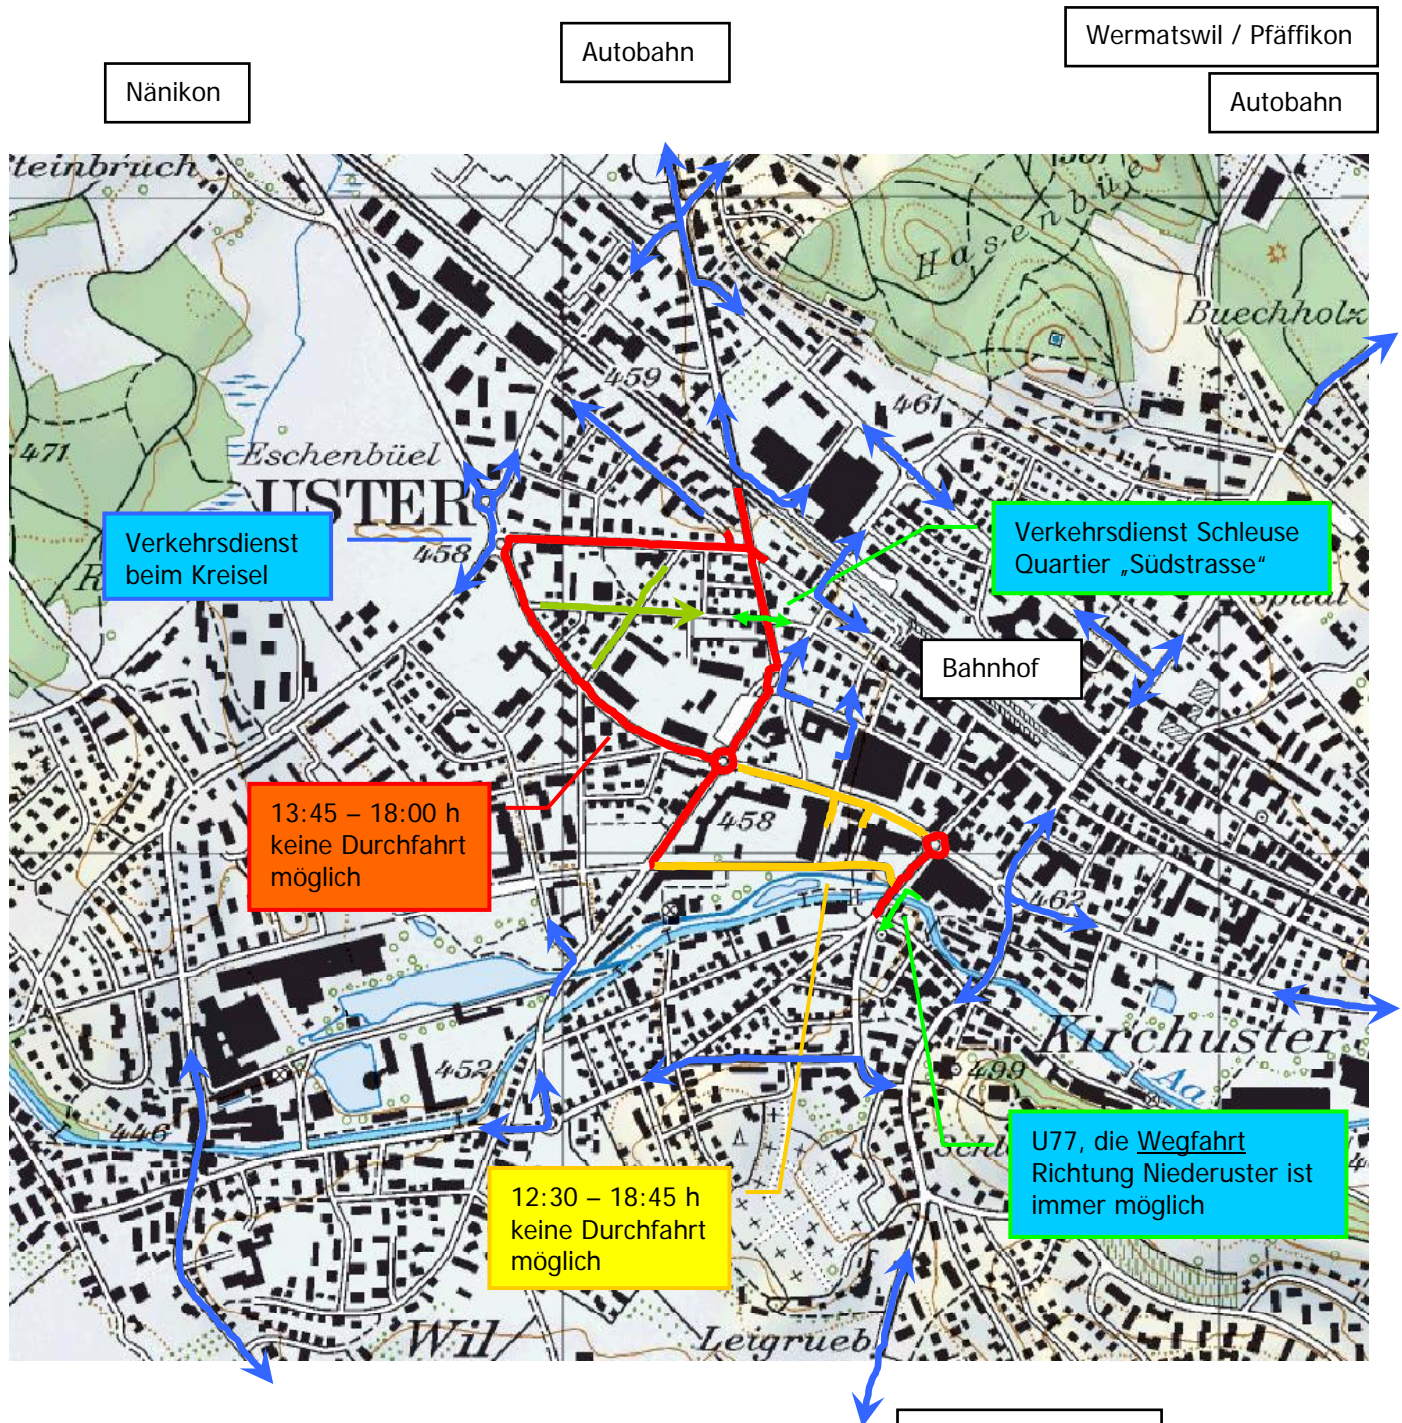 Wermatswil / Pfäffikon
Autobahn
Nänikon
Autobahn
teinbruch
Hasenbüe
Buechholz
459
461
471
Eschenbüel
USTER
458
Verkehrsdienst
beim Kreisel
Verkehrsdienst Schleuse
Quartier „Südstrasse“
Bahnhof
13:45 – 18:00 h
keine Durchfahrt
möglich
458
462
Kirchuster
452
499
Aa
446
U77, die Wegfahrt
Richtung Niederuster ist
immer möglich
12:30 – 18:45 h
keine Durchfahrt
möglich
Wil
Leigrueb